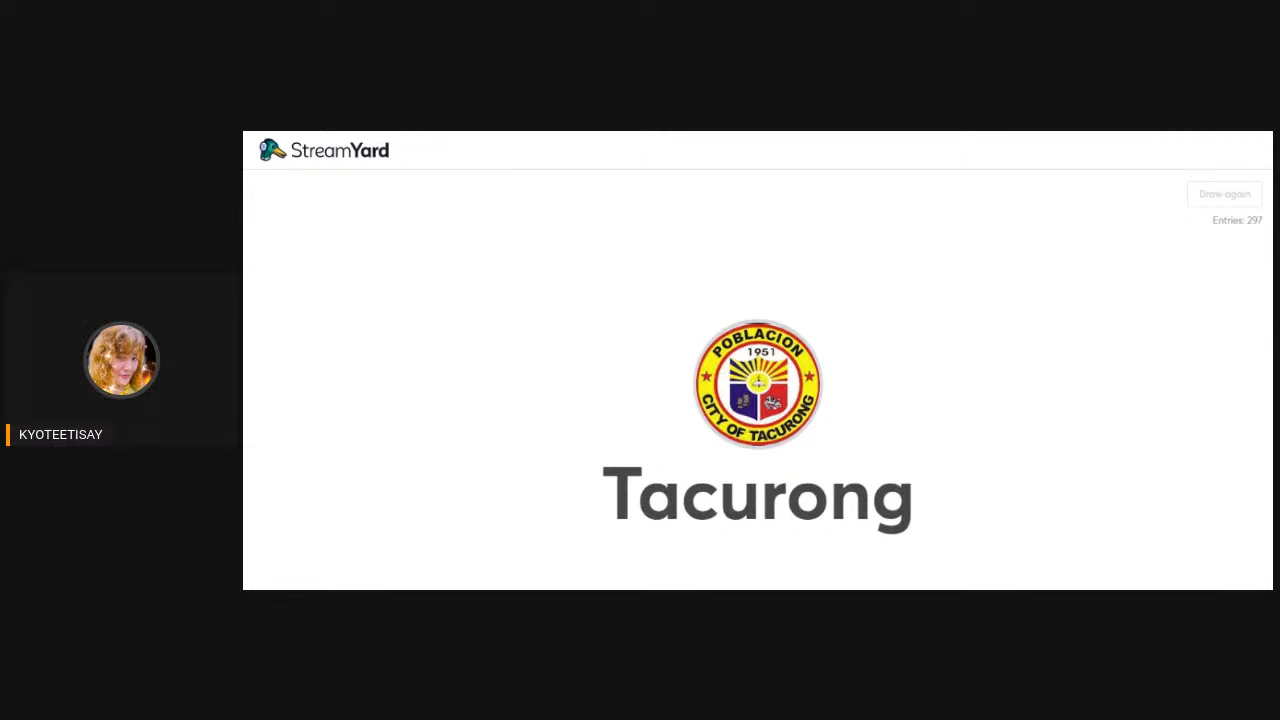 StreamYard
Draw again
Entries: 297
POBLACION
1951
CITY OF TACURONG
Tacurong
KYOTEETISAY